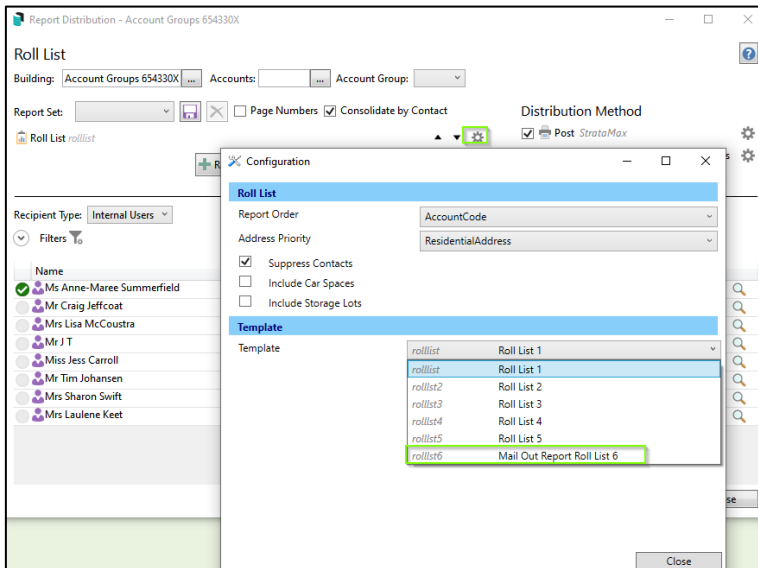 Report Distribution - Account Groups 654330X
Roll List
Building: Account Groups 654330X ... Accounts: ... Account Group:
Report Set: Page Numbers Consolidate by Contact Distribution Method
Roll List rolllist Post StrataMax
Configuration
Roll List
Report Order AccountCode
Address Priority ResidentialAddress
Suppress Contacts
Include Car Spaces
Include Storage Lots
Template
Template rolllist Roll List 1
rolllist Roll List 1
rolllst2 Roll List 2
rolllst3 Roll List 3
rolllst4 Roll List 4
rolllst5 Roll List 5
rolllst6 Mail Out Report Roll List 6
Close
Recipient Type: Internal Users
Filters
Name
Ms Anne-Maree Summerfield
Mr Craig Jeffcoat
Mrs Lisa McCoustra
Mr J T
Miss Jess Carroll
Mr Tim Johansen
Mrs Sharon Swift
Mrs Laulene Keet